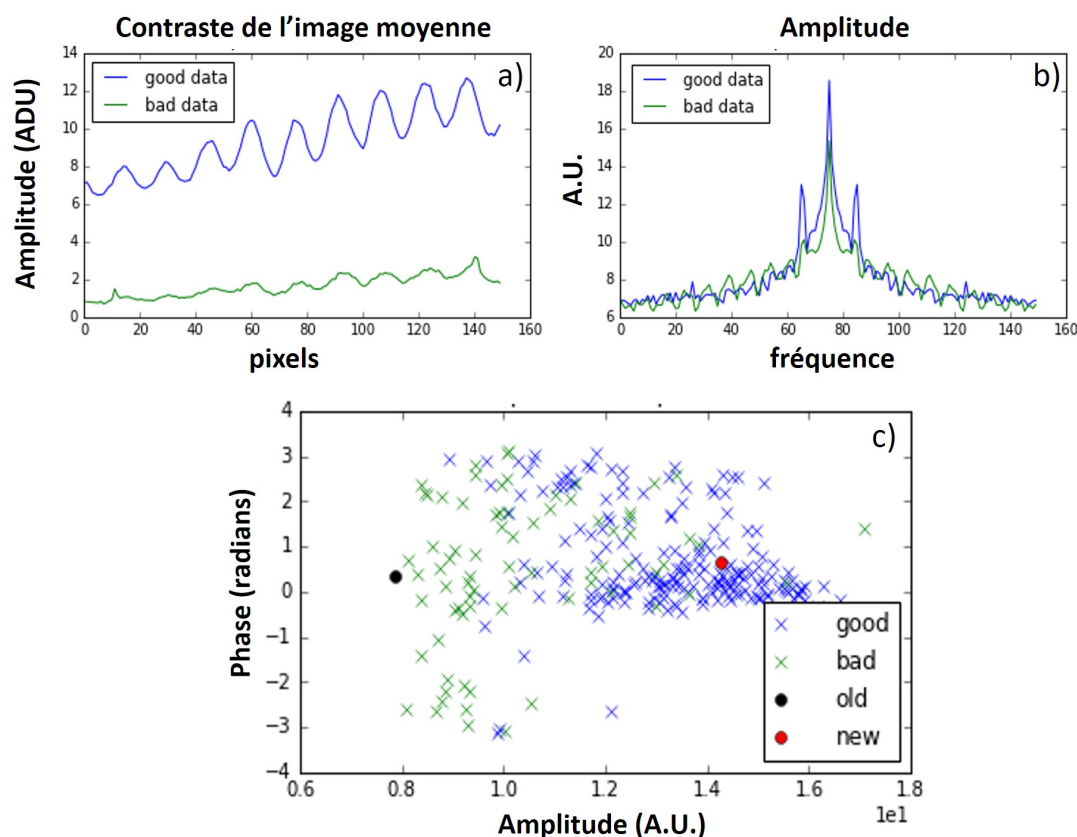 Contraste de l’image moyenne
a)
good data
bad data
14
12
10
8
6
4
2
0
0 20 40 60 80 100 120 140 160
Amplitude (ADU)
pixels
Amplitude
b)
good data
bad data
20
18
16
14
12
10
8
6
0 20 40 60 80 100 120 140 160
A.U.
fréquence
c)
4
3
2
1
0
−1
−2
−3
−4
Phase (radians)
good
bad
old
new
0.6 0.8 1.0 1.2 1.4 1.6 1.8
1e1
Amplitude (A.U.)